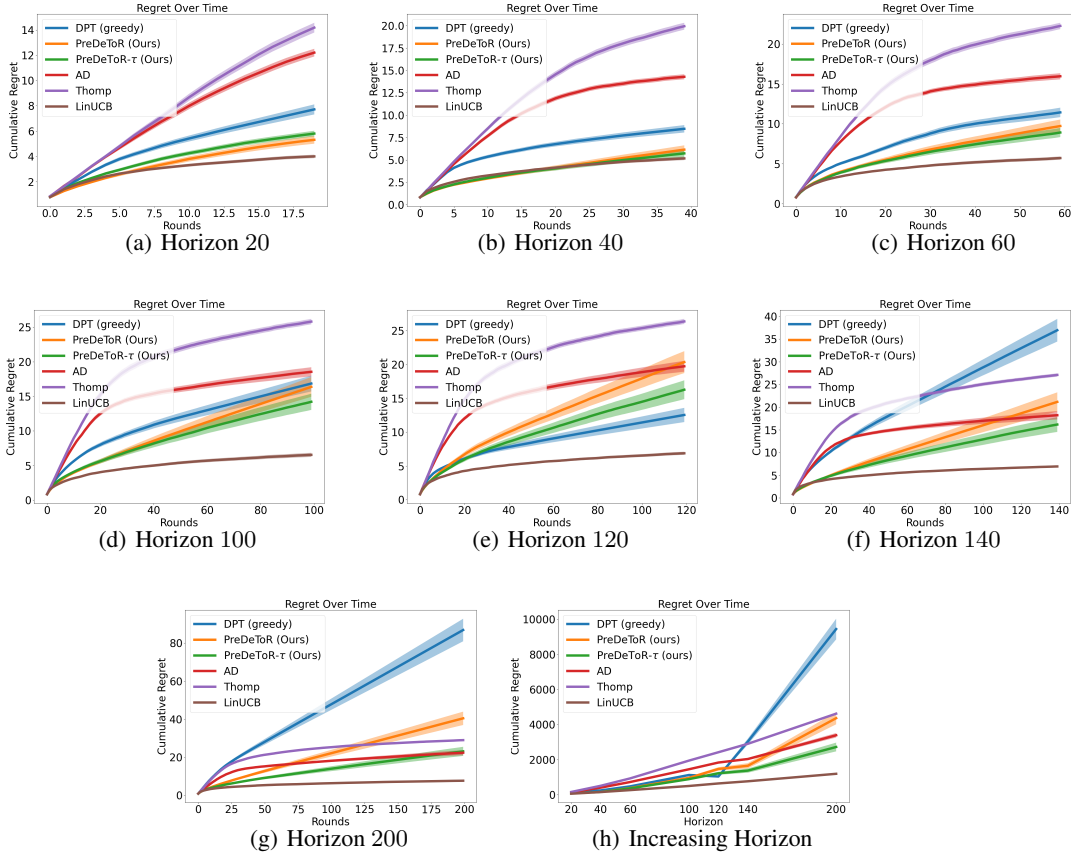 Regret Over Time
Cumulative Regret
14
12
10
8
6
4
2
DPT (greedy)
PreDeToR (Ours)
PreDeToR-τ (Ours)
AD
Thomp
LinUCB
0.0 2.5 5.0 7.5 10.0 12.5 15.0 17.5
Rounds
(a) Horizon 20
Regret Over Time
Cumulative Regret
20.0
17.5
15.0
12.5
10.0
7.5
5.0
2.5
0.0
DPT (greedy)
PreDeToR (Ours)
PreDeToR-τ (Ours)
AD
Thomp
LinUCB
0 5 10 15 20 25 30 35 40
Rounds
(b) Horizon 40
Regret Over Time
Cumulative Regret
20
15
10
5
0
DPT (greedy)
PreDeToR (Ours)
PreDeToR-τ (Ours)
AD
Thomp
LinUCB
0 10 20 30 40 50 60
Rounds
(c) Horizon 60
Regret Over Time
Cumulative Regret
25
20
15
10
5
0
DPT (greedy)
PreDeToR (Ours)
PreDeToR-τ (Ours)
AD
Thomp
LinUCB
0 20 40 60 80 100
Rounds
(d) Horizon 100
Regret Over Time
Cumulative Regret
25
20
15
10
5
0
DPT (greedy)
PreDeToR (Ours)
PreDeToR-τ (Ours)
AD
Thomp
LinUCB
0 20 40 60 80 100 120
Rounds
(e) Horizon 120
Regret Over Time
Cumulative Regret
40
35
30
25
20
15
10
5
0
DPT (greedy)
PreDeToR (Ours)
PreDeToR-τ (Ours)
AD
Thomp
LinUCB
0 20 40 60 80 100 120 140
Rounds
(f) Horizon 140
Regret Over Time
Cumulative Regret
80
60
40
20
0
DPT (greedy)
PreDeToR (Ours)
PreDeToR-τ (Ours)
AD
Thomp
LinUCB
0 25 50 75 100 125 150 175 200
Rounds
(g) Horizon 200
Regret Over Time
Cumulative Regret
10000
8000
6000
4000
2000
0
DPT (greedy)
PreDeToR (ours)
PreDeToR-τ (ours)
AD
Thomp
LinUCB
20 40 60 100 120 140 200
Horizon
(h) Increasing Horizon